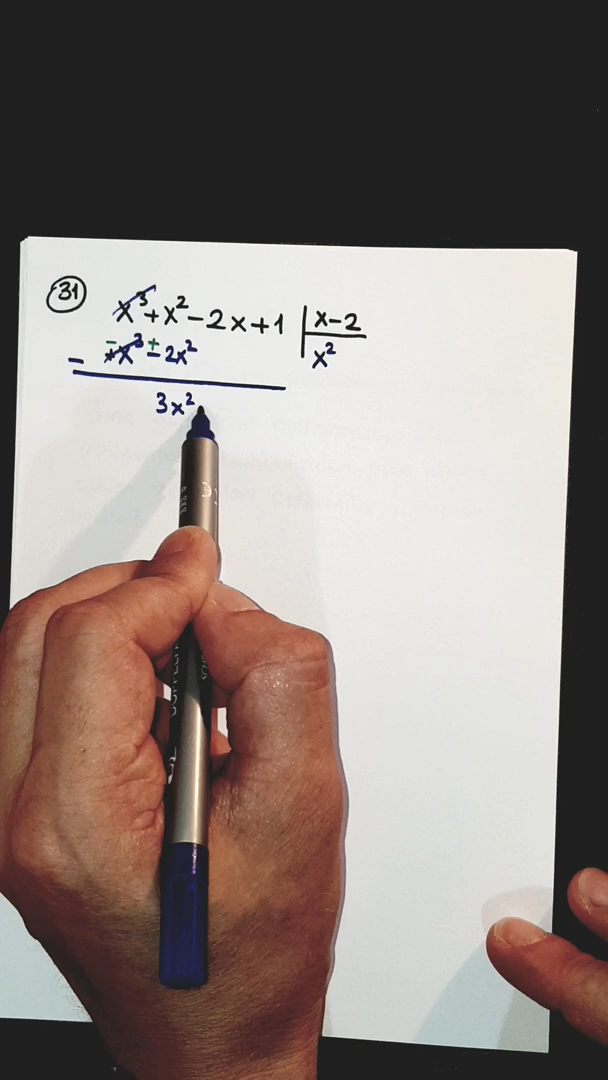 31
x³+x²-2x+1 | x-2
- +x³-2x² x²
- +
3x²